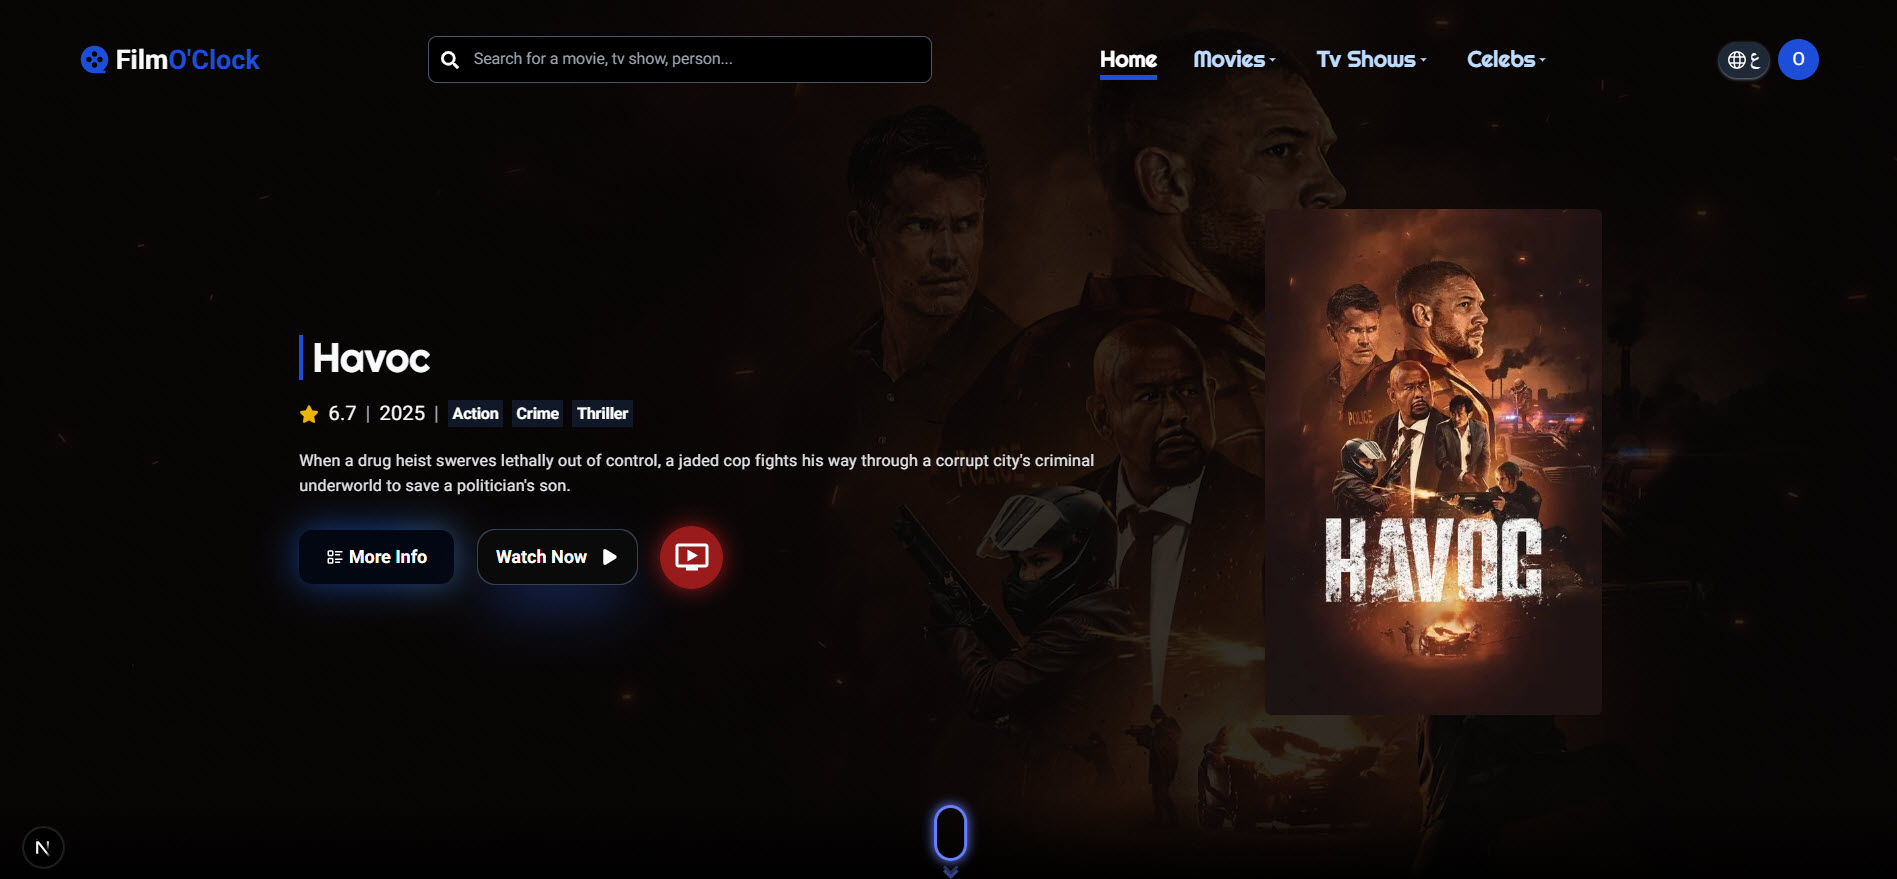 FilmO'Clock
Search for a movie, tv show, person...
Home
Movies
Tv Shows
Celebs
ع
O
Havoc
6.7 | 2025 | Action Crime Thriller
When a drug heist swerves lethally out of control, a jaded cop fights his way through a corrupt city's criminal
underworld to save a politician's son.
More Info
Watch Now
POLICE
POLICE
HAVOC
N